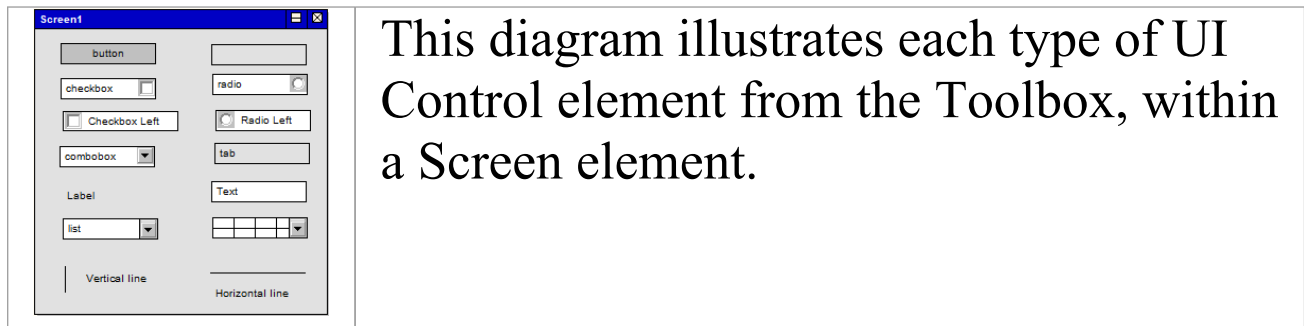 Screen1
button
checkbox
radio
Checkbox Left
Radio Left
combobox
tab
Label
Text
list
Vertical line
Horizontal line
This diagram illustrates each type of UI
Control element from the Toolbox, within
a Screen element.